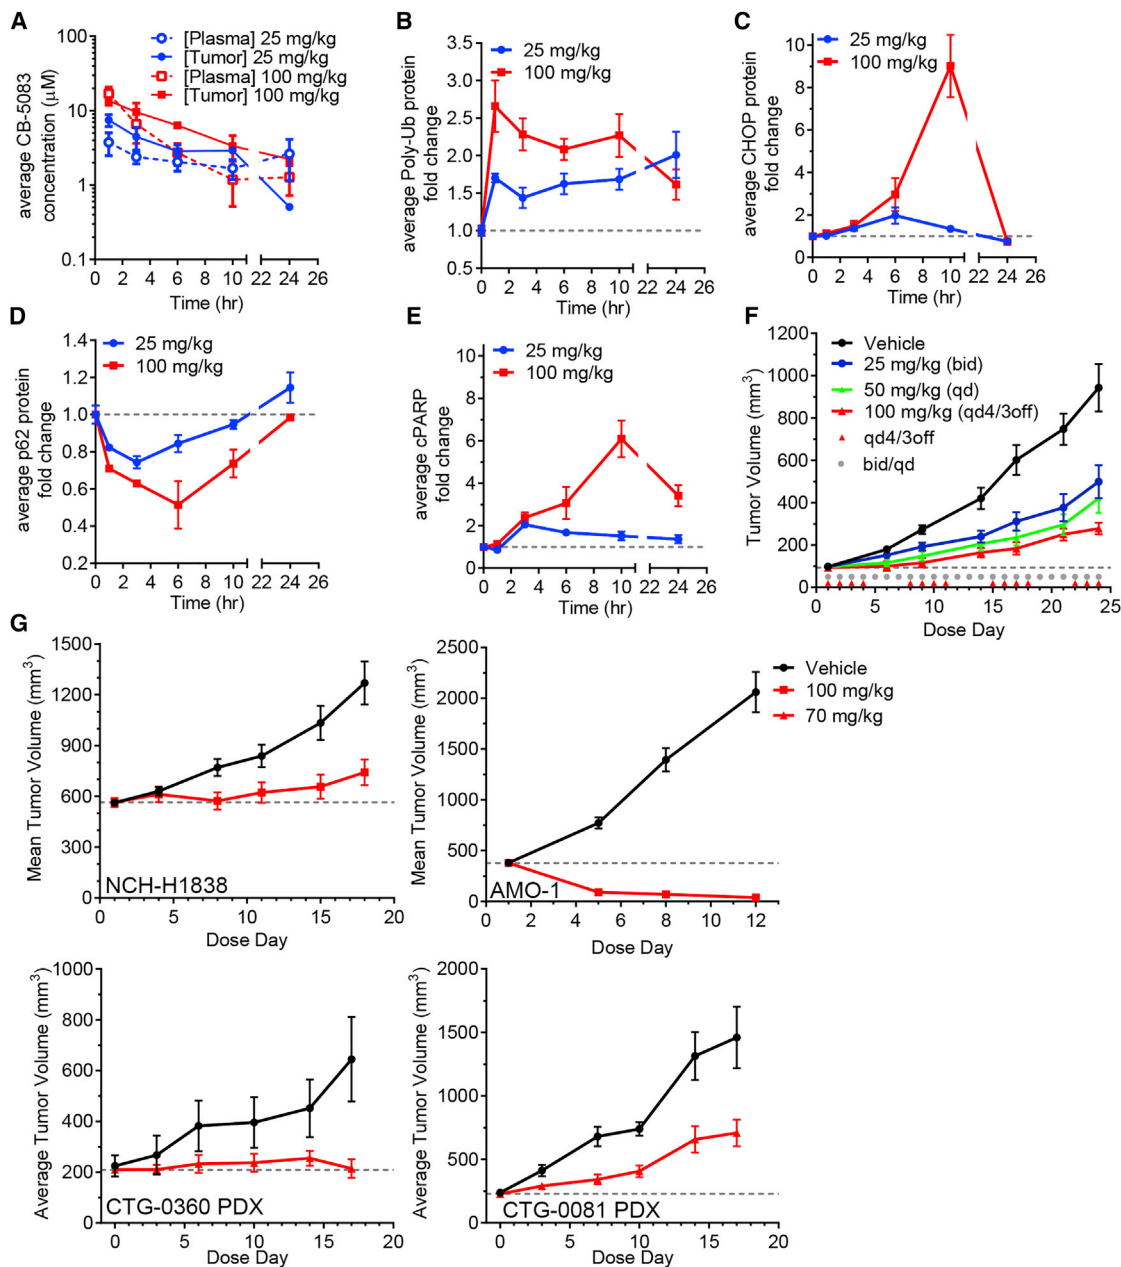 A
100
10
1
0.1
average CB-5083
concentration (µM)
[Plasma] 25 mg/kg
[Tumor] 25 mg/kg
[Plasma] 100 mg/kg
[Tumor] 100 mg/kg
0 2 4 6 8 10 22 24 26
Time (hr)
B
3.5
3.0
2.5
2.0
1.5
1.0
0.5
average Poly-Ub protein
fold change
25 mg/kg
100 mg/kg
0 2 4 6 8 10 22 24 26
Time (hr)
C
10
8
6
4
2
0
average CHOP protein
fold change
25 mg/kg
100 mg/kg
0 2 4 6 8 10 22 24 26
Time (hr)
D
1.4
1.2
1.0
0.8
0.6
0.4
0.2
average p62 protein
fold change
25 mg/kg
100 mg/kg
0 2 4 6 8 10 22 24 26
Time (hr)
E
10
8
6
4
2
0
average cPARP
fold change
25 mg/kg
100 mg/kg
0 2 4 6 8 10 22 24 26
Time (hr)
F
1200
1000
800
600
400
200
0
Tumor Volume (mm³)
Vehicle
25 mg/kg (bid)
50 mg/kg (qd)
100 mg/kg (qd4/3off)
qd4/3off
bid/qd
0 5 10 15 20 25
Dose Day
G
1500
1200
900
600
300
0
Mean Tumor Volume (mm³)
NCH-H1838
0 5 10 15 20
Dose Day
2500
2000
1500
1000
500
0
Mean Tumor Volume (mm³)
AMO-1
0 2 4 6 8 10 12
Dose Day
Vehicle
100 mg/kg
70 mg/kg
1000
800
600
400
200
0
Average Tumor Volume (mm³)
CTG-0360 PDX
0 5 10 15 20
Dose Day
2000
1500
1000
500
0
Average Tumor Volume (mm³)
CTG-0081 PDX
0 5 10 15 20
Dose Day